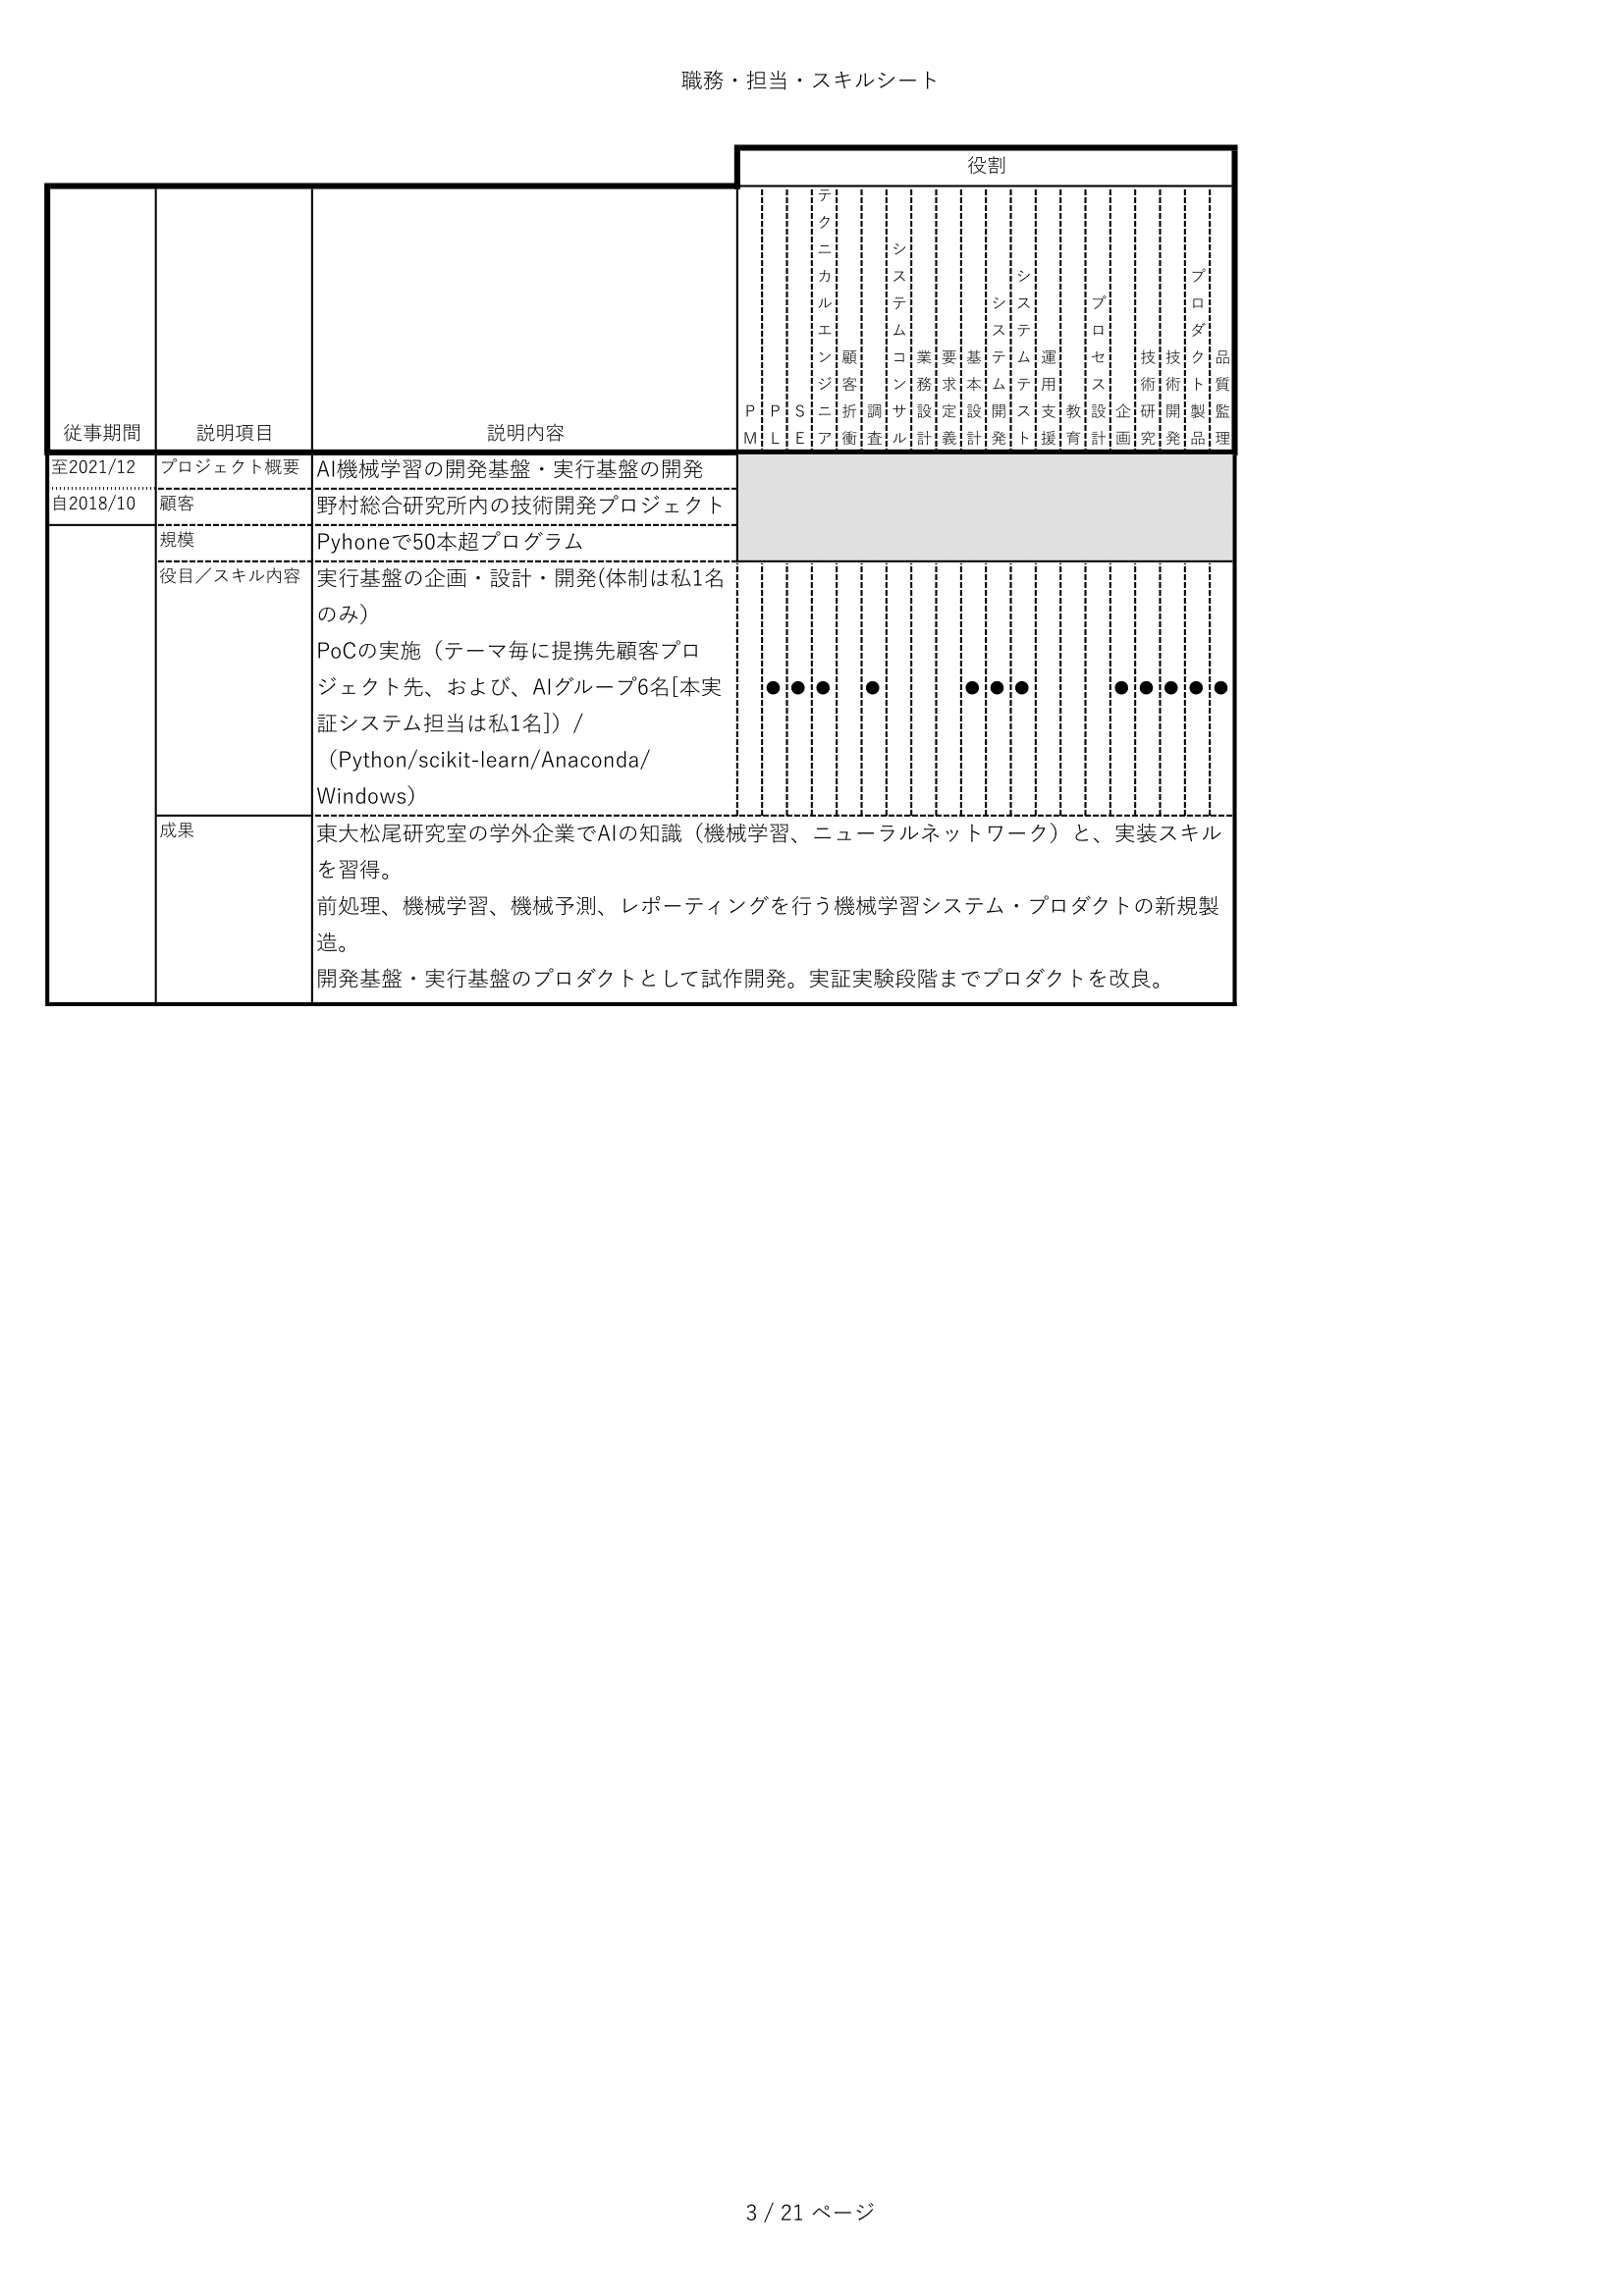 職務・担当・スキルシート
役割
従事期間 説明項目 説明内容 PM PL SE テクニカルエンジニア 顧客折衝 調査 システムコンサル 業務設計 要求定義 基本設計 システム開発 システムテスト 運用支援 教育 プロセス設計 企画 技術研究 技術開発 プロダクト製品 品質監理
至2021/12 プロジェクト概要 AI機械学習の開発基盤・実行基盤の開発
自2018/10 顧客 野村総合研究所内の技術開発プロジェクト
規模 Pyhoneで50本超プログラム
役目／スキル内容 実行基盤の企画・設計・開発(体制は私1名
のみ）
PoCの実施（テーマ毎に提携先顧客プロ
ジェクト先、および、AIグループ6名[本実 ● ● ● ● ● ● ● ● ● ● ● ●
証システム担当は私1名]）/
（Python/scikit-learn/Anaconda/
Windows）
成果 東大松尾研究室の学外企業でAIの知識（機械学習、ニューラルネットワーク）と、実装スキル
を習得。
前処理、機械学習、機械予測、レポーティングを行う機械学習システム・プロダクトの新規製
造。
開発基盤・実行基盤のプロダクトとして試作開発。実証実験段階までプロダクトを改良。
3 / 21 ページ